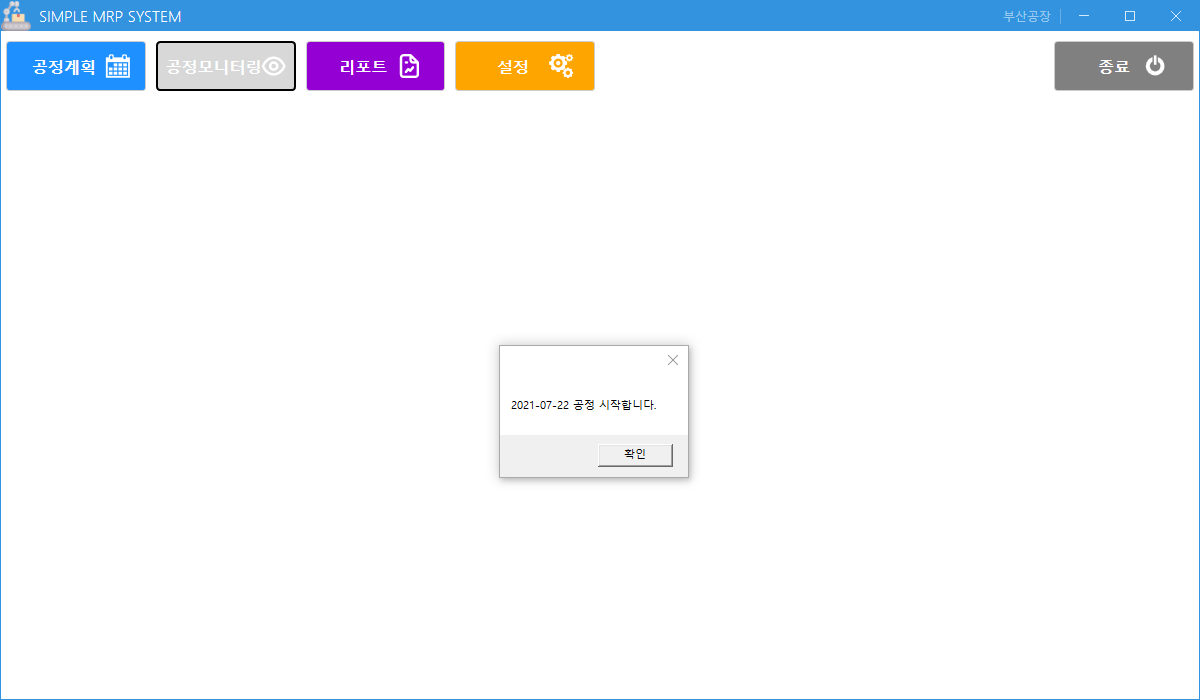 SIMPLE MRP SYSTEM
부산공장
공정계획
공정모니터링
리포트
설정
종료
2021-07-22 공정 시작합니다.
확인